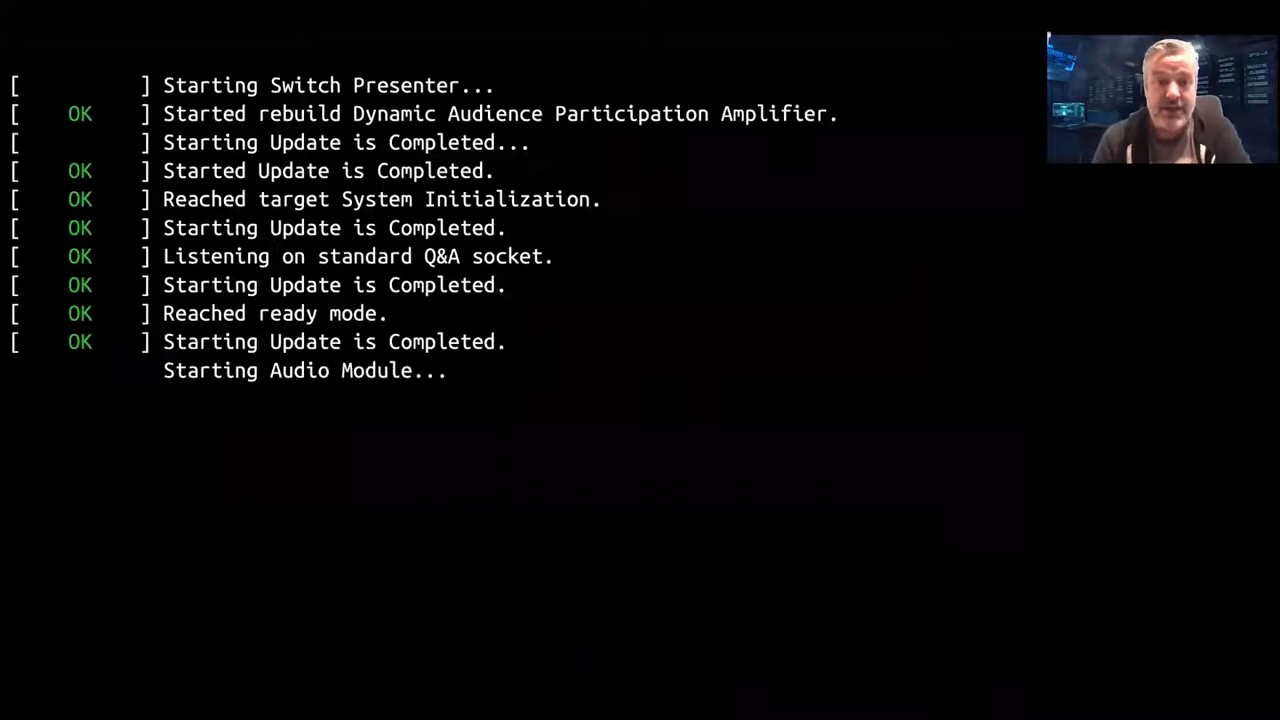 [ ] Starting Switch Presenter...
[ OK ] Started rebuild Dynamic Audience Participation Amplifier.
[ ] Starting Update is Completed...
[ OK ] Started Update is Completed.
[ OK ] Reached target System Initialization.
[ OK ] Starting Update is Completed.
[ OK ] Listening on standard Q&A socket.
[ OK ] Starting Update is Completed.
[ OK ] Reached ready mode.
[ OK ] Starting Update is Completed.
Starting Audio Module...